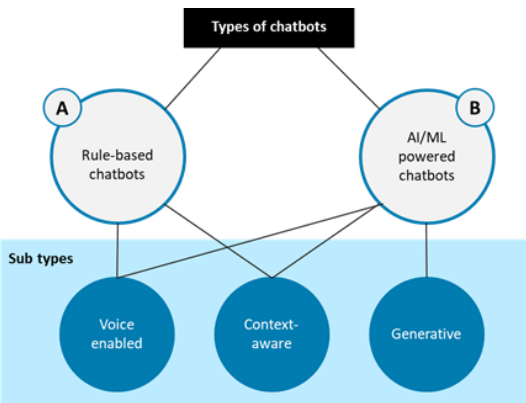 Types of chatbots
A
B
Rule-based
chatbots
AI/ML
powered
chatbots
Sub types
Voice
enabled
Context-
aware
Generative